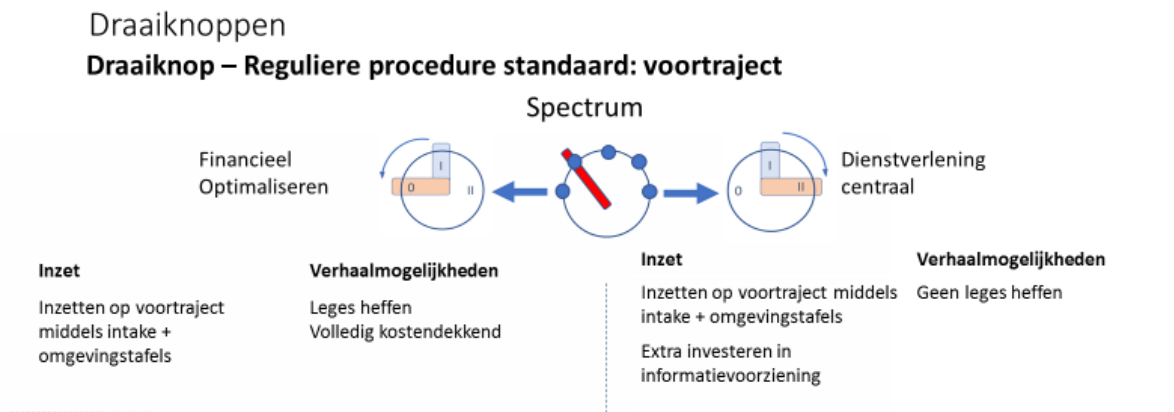 Draaiknoppen
Draaiknop – Reguliere procedure standaard: voortraject
Spectrum
Financieel
Optimaliseren
I
0
II
I
0
II
Dienstverlening
centraal
Inzet
Inzetten op voortraject
middels intake +
omgevingstafels
Verhaalmogelijkheden
Leges heffen
Volledig kostendekkend
Inzet
Inzetten op voortraject middels
intake + omgevingstafels
Extra investeren in
informatievoorziening
Verhaalmogelijkheden
Geen leges heffen